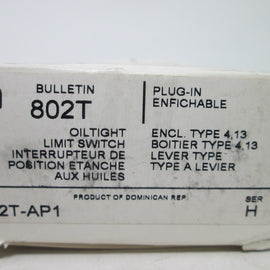 BULLETIN
802T
PLUG-IN
ENFICHABLE
OILTIGHT
LIMIT SWITCH
INTERRUPTEUR DE
POSITION ÉTANCHE
AUX HUILES
ENCL. TYPE 4,13
BOITIER TYPE 4,13
LEVER TYPE
TYPE A LEVIER
PRODUCT OF DOMINICAN REP.
2T-AP1
SER
H